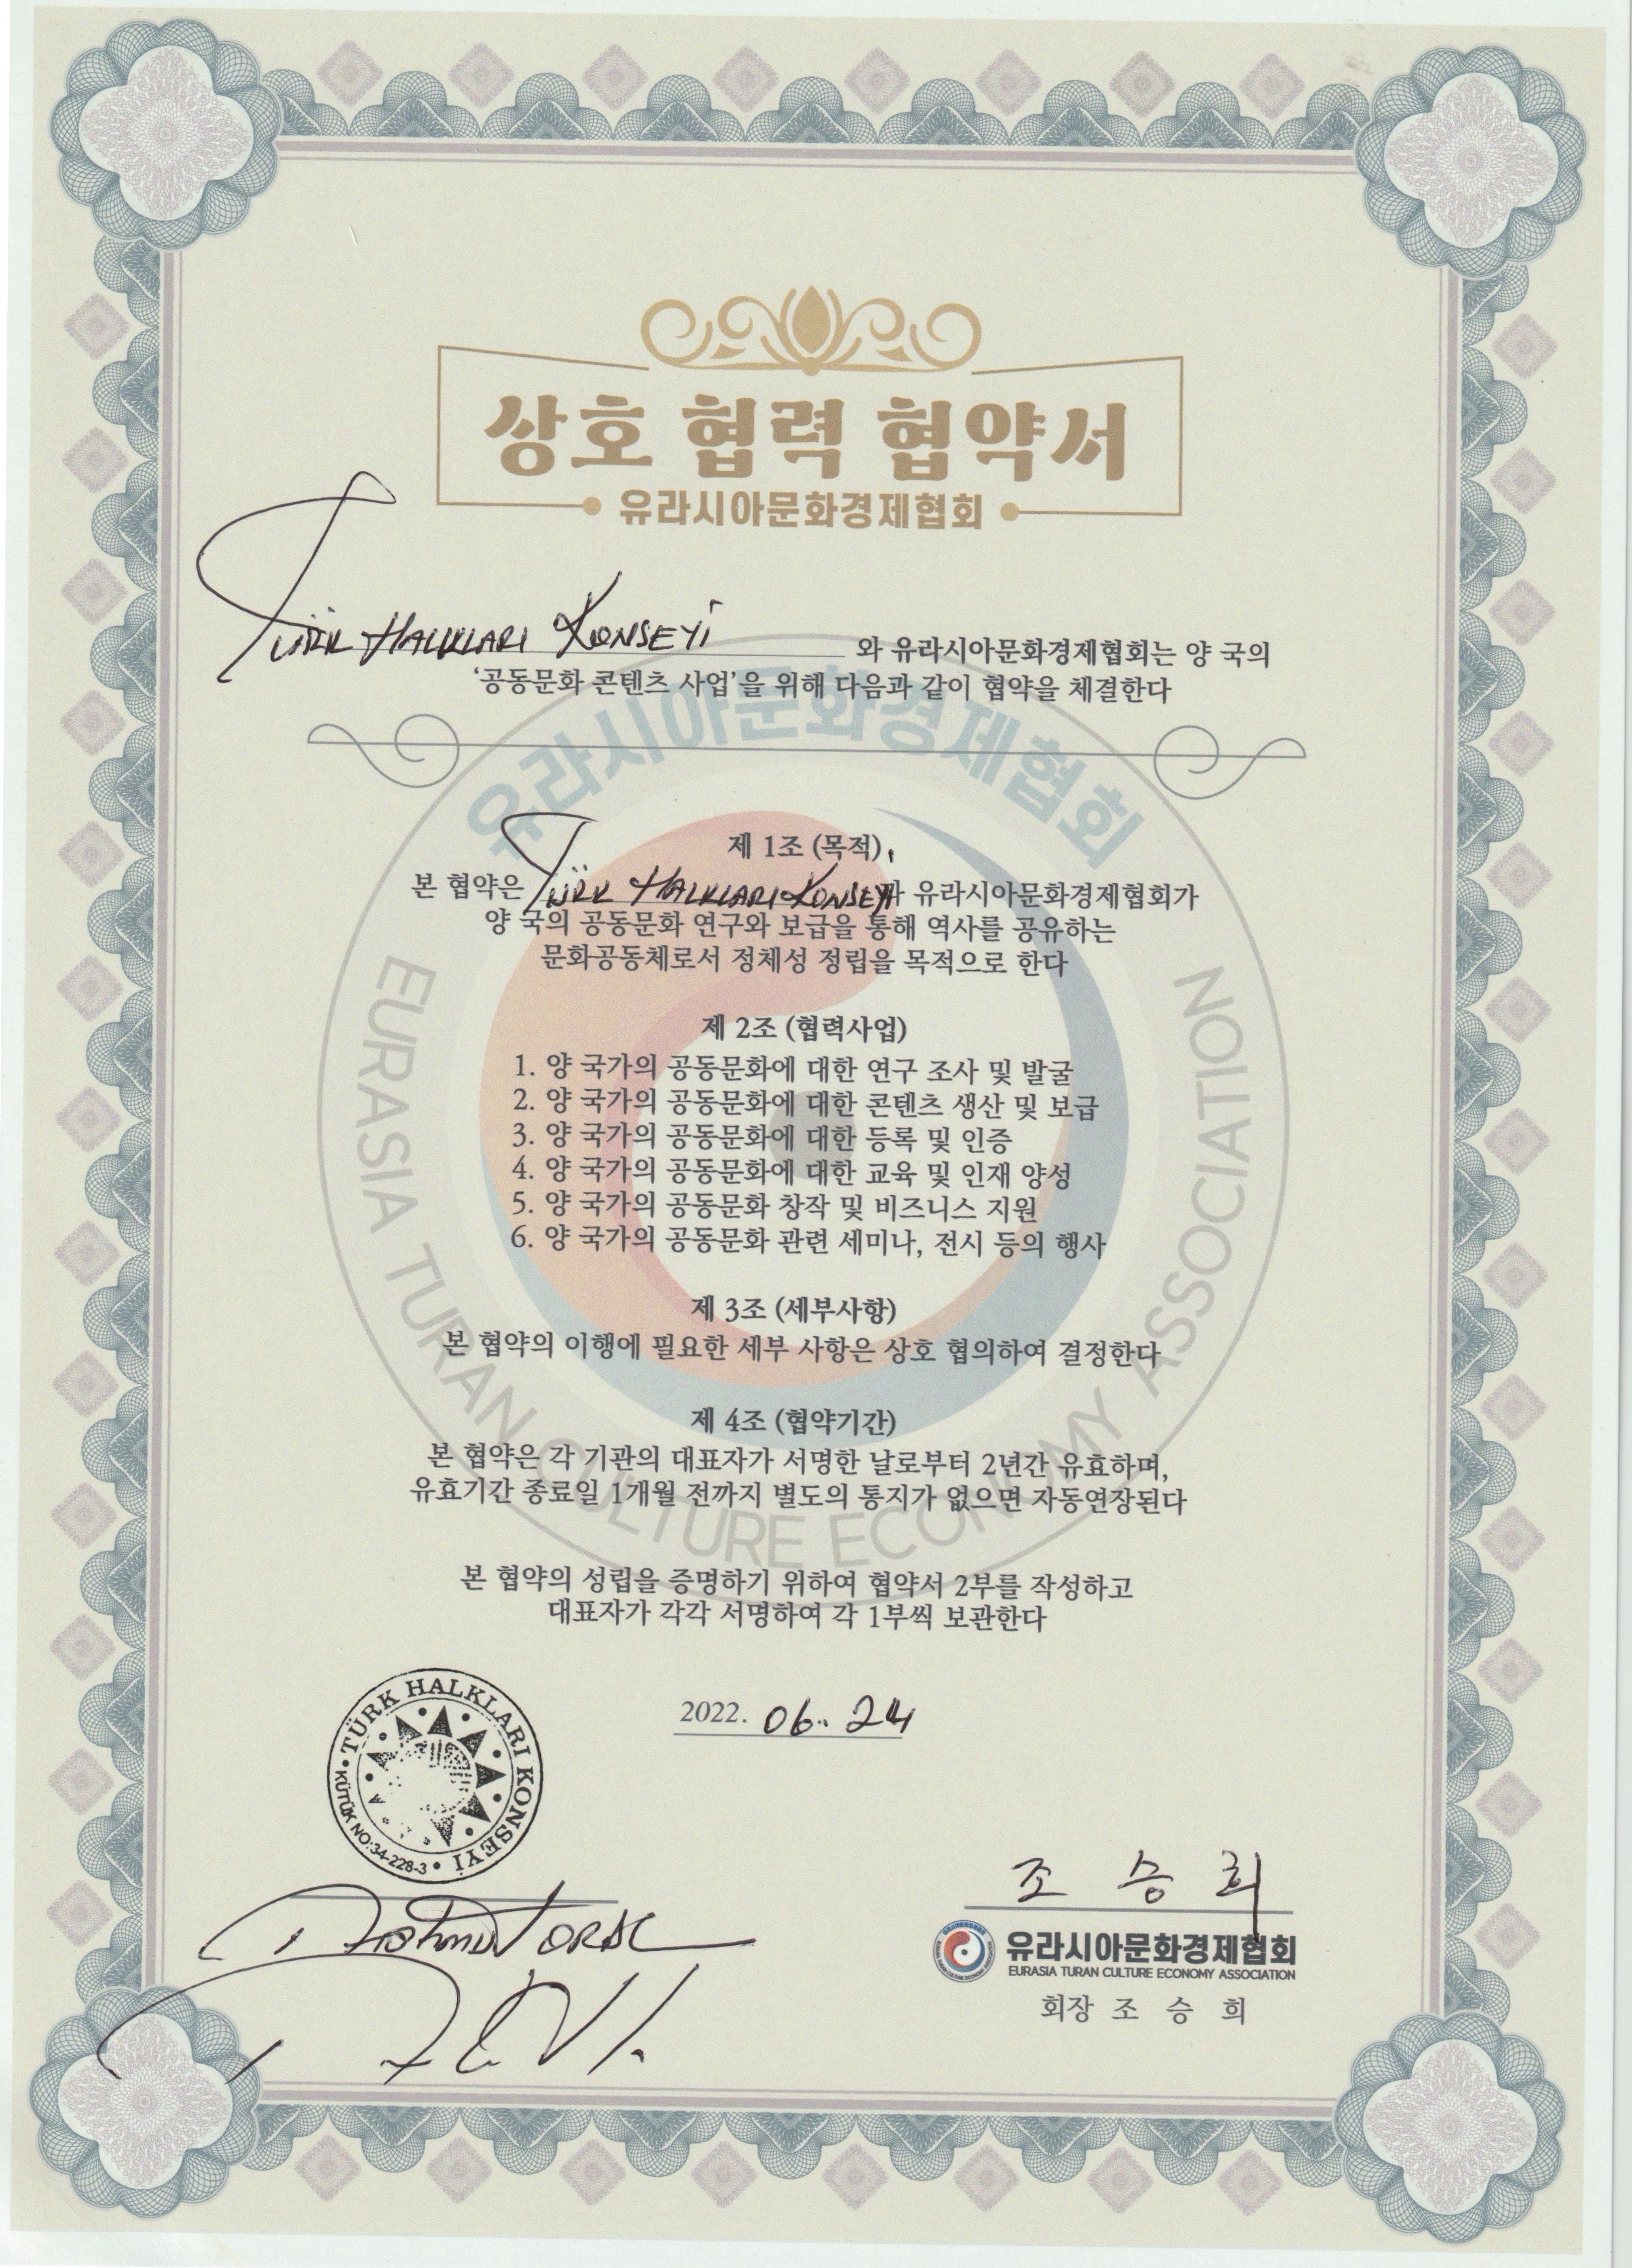 상호 협력 협약서
유라시아문화경제협회
TÜRK HALKLARI KONSEYİ 와 유라시아문화경제협회는 양 국의
‘공동문화 콘텐츠 사업’을 위해 다음과 같이 협약을 체결한다
유라시아문화경제협회
EURASIA TURAN CULTURE ECONOMY ASSOCIATION
제 1조 (목적)
본 협약은 TÜRK HALKLARI KONSEYİ 과 유라시아문화경제협회가
양 국의 공동문화 연구와 보급을 통해 역사를 공유하는
문화공동체로서 정체성 정립을 목적으로 한다
제 2조 (협력사업)
1. 양 국가의 공동문화에 대한 연구 조사 및 발굴
2. 양 국가의 공동문화에 대한 콘텐츠 생산 및 보급
3. 양 국가의 공동문화에 대한 등록 및 인증
4. 양 국가의 공동문화에 대한 교육 및 인재 양성
5. 양 국가의 공동문화 창작 및 비즈니스 지원
6. 양 국가의 공동문화 관련 세미나, 전시 등의 행사
제 3조 (세부사항)
본 협약의 이행에 필요한 세부 사항은 상호 협의하여 결정한다
제 4조 (협약기간)
본 협약은 각 기관의 대표자가 서명한 날로부터 2년간 유효하며,
유효기간 종료일 1개월 전까지 별도의 통지가 없으면 자동연장된다
본 협약의 성립을 증명하기 위하여 협약서 2부를 작성하고
대표자가 각각 서명하여 각 1부씩 보관한다
2022. 06. 24
TÜRK HALKLARI KONSEYİ
KÜTÜK NO:34-228-3
조 승 희
유라시아문화경제협회
EURASIA TURAN CULTURE ECONOMY ASSOCIATION
회장 조 승 희